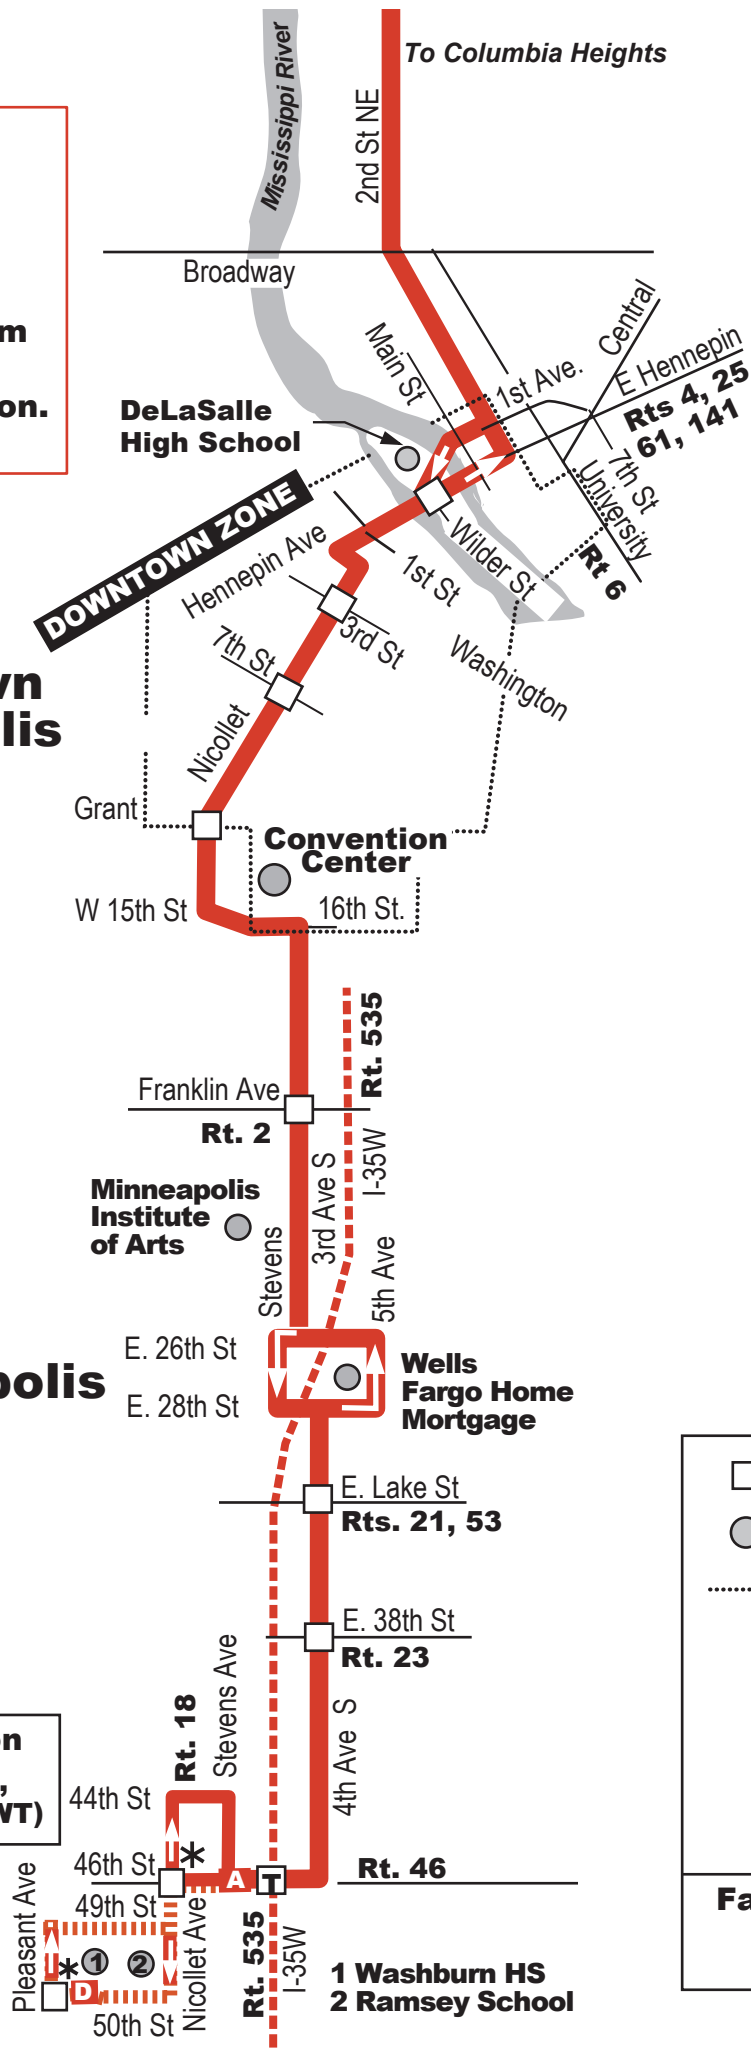 To Columbia Heights
Mississippi River
2nd St NE
Broadway
Central
Main St
1st Ave.
E Hennepin
Rts 4, 25
61, 141
DeLaSalle
High School
7th St
University
Rt 6
DOWNTOWN ZONE
Hennepin Ave
Wilder St
1st St
3rd St
7th St
Washington
Nicollet
Grant
Convention
Center
W 15th St
16th St.
Rt. 535
Franklin Ave
Rt. 2
I-35W
3rd Ave S
Minneapolis
Institute
of Arts
Stevens
5th Ave
E. 26th St
E. 28th St
Wells
Fargo Home
Mortgage
polis
E. Lake St
Rts. 21, 53
E. 38th St
Rt. 23
Rt. 18
Stevens Ave
4th Ave S
44th St
*
46th St
A
T
Rt. 46
49th St
Pleasant Ave
*
1
2
D
Nicollet Ave
50th St
Rt. 535
I-35W
1 Washburn HS
2 Ramsey School
m
on.
wn
lis
on
,
WT)
Fa